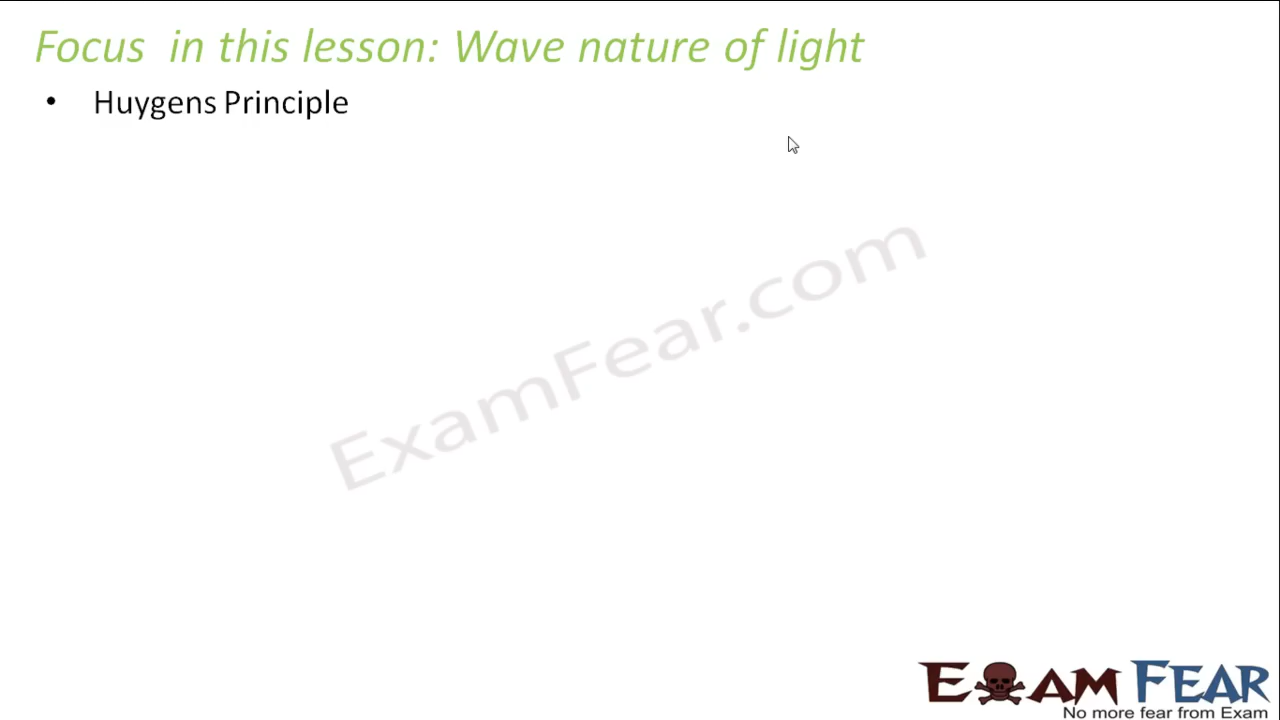 Focus in this lesson: Wave nature of light
• Huygens Principle
ExamFear.com
EXAM FEAR
No more fear from Exam